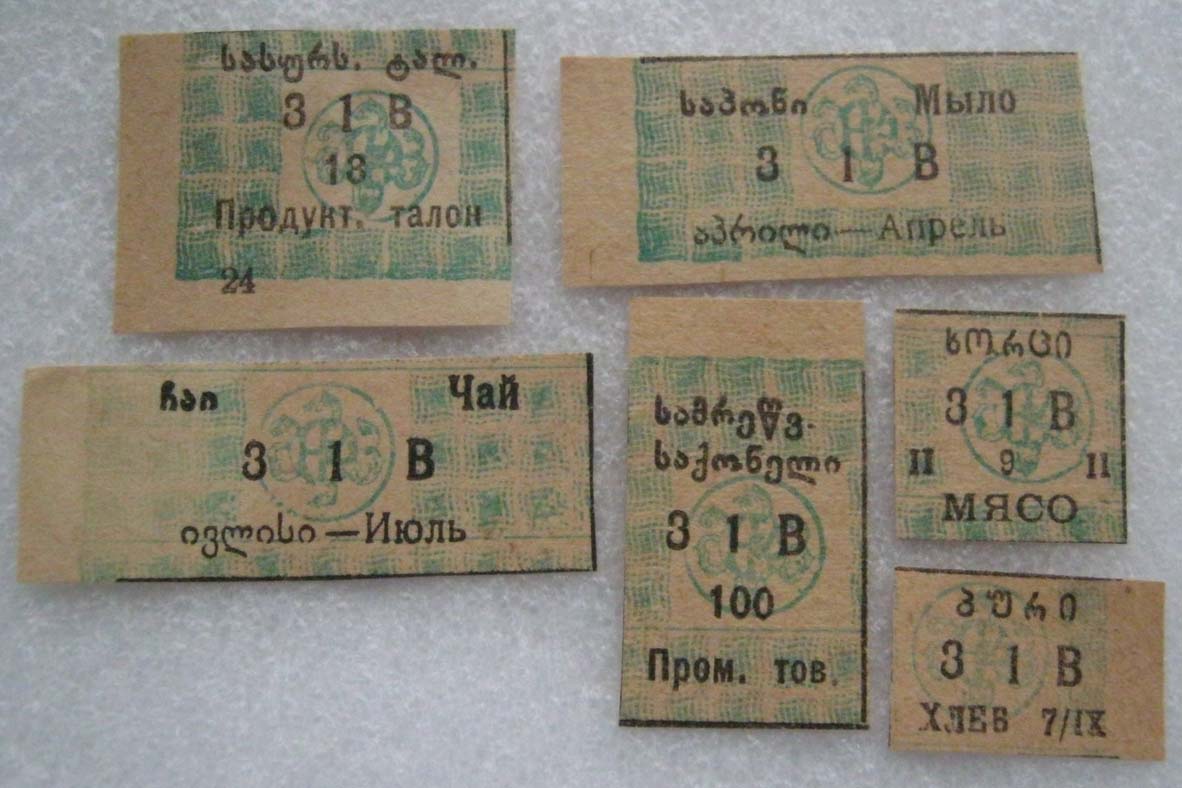 სასურს. ტალ.
3 1 В
18
Продукт. талон
24
საპონი Мыло
3 1 В
აპრილი — Апрель
ჩაი Чай
3 1 В
ივლისი — Июль
სამრეწვ.
საქონელი
3 1 В
100
Пром. тов.
ხორცი
3 1 В
II 9 II
МЯСО
პური
3 1 В
ХЛЕБ 7/IX